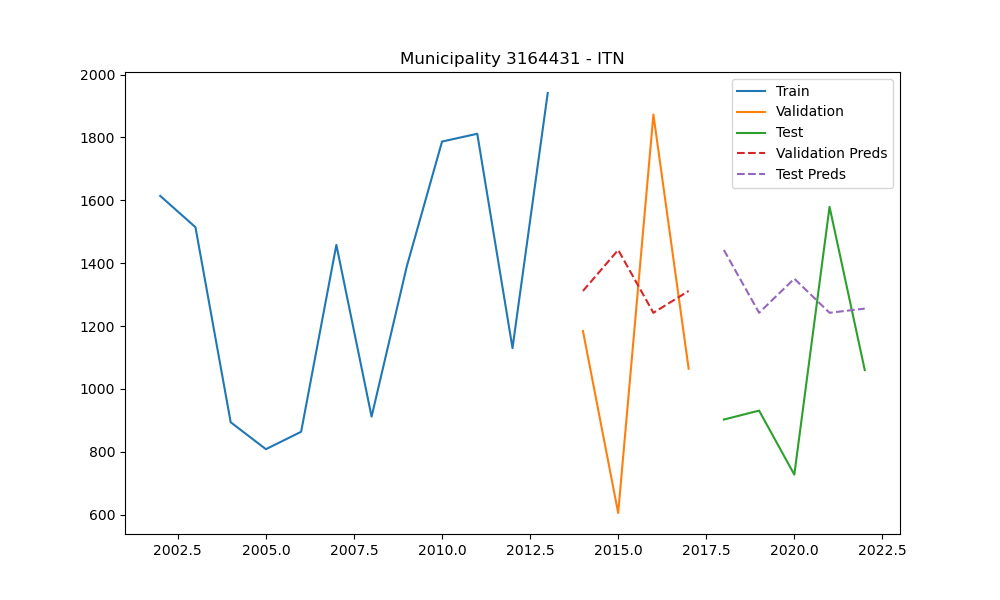 Municipality 3164431 - ITN
2000
1800
1600
1400
1200
1000
800
600
Train
Validation
Test
Validation Preds
Test Preds
2002.5 2005.0 2007.5 2010.0 2012.5 2015.0 2017.5 2020.0 2022.5